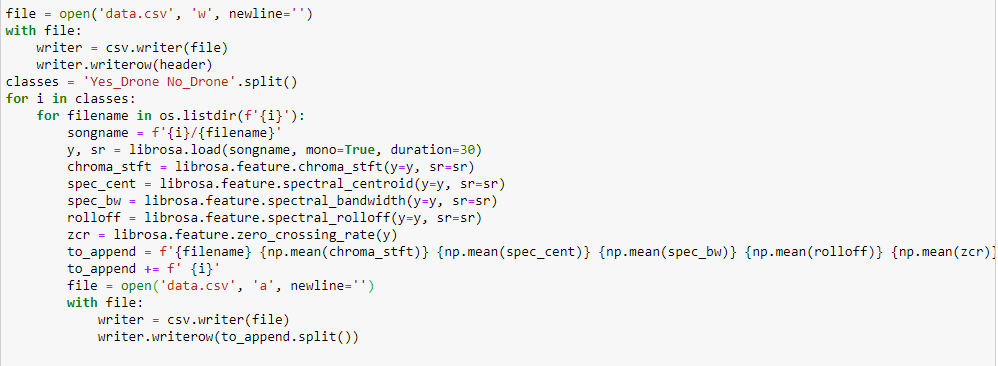 file = open('data.csv', 'w', newline='')
with file:
    writer = csv.writer(file)
    writer.writerow(header)
classes = 'Yes_Drone No_Drone'.split()
for i in classes:
    for filename in os.listdir(f'{i}'):
        songname = f'{i}/{filename}'
        y, sr = librosa.load(songname, mono=True, duration=30)
        chroma_stft = librosa.feature.chroma_stft(y=y, sr=sr)
        spec_cent = librosa.feature.spectral_centroid(y=y, sr=sr)
        spec_bw = librosa.feature.spectral_bandwidth(y=y, sr=sr)
        rolloff = librosa.feature.spectral_rolloff(y=y, sr=sr)
        zcr = librosa.feature.zero_crossing_rate(y)
        to_append = f'{filename} {np.mean(chroma_stft)} {np.mean(spec_cent)} {np.mean(spec_bw)} {np.mean(rolloff)} {np.mean(zcr)}
        to_append += f' {i}'
        file = open('data.csv', 'a', newline='')
        with file:
            writer = csv.writer(file)
            writer.writerow(to_append.split())